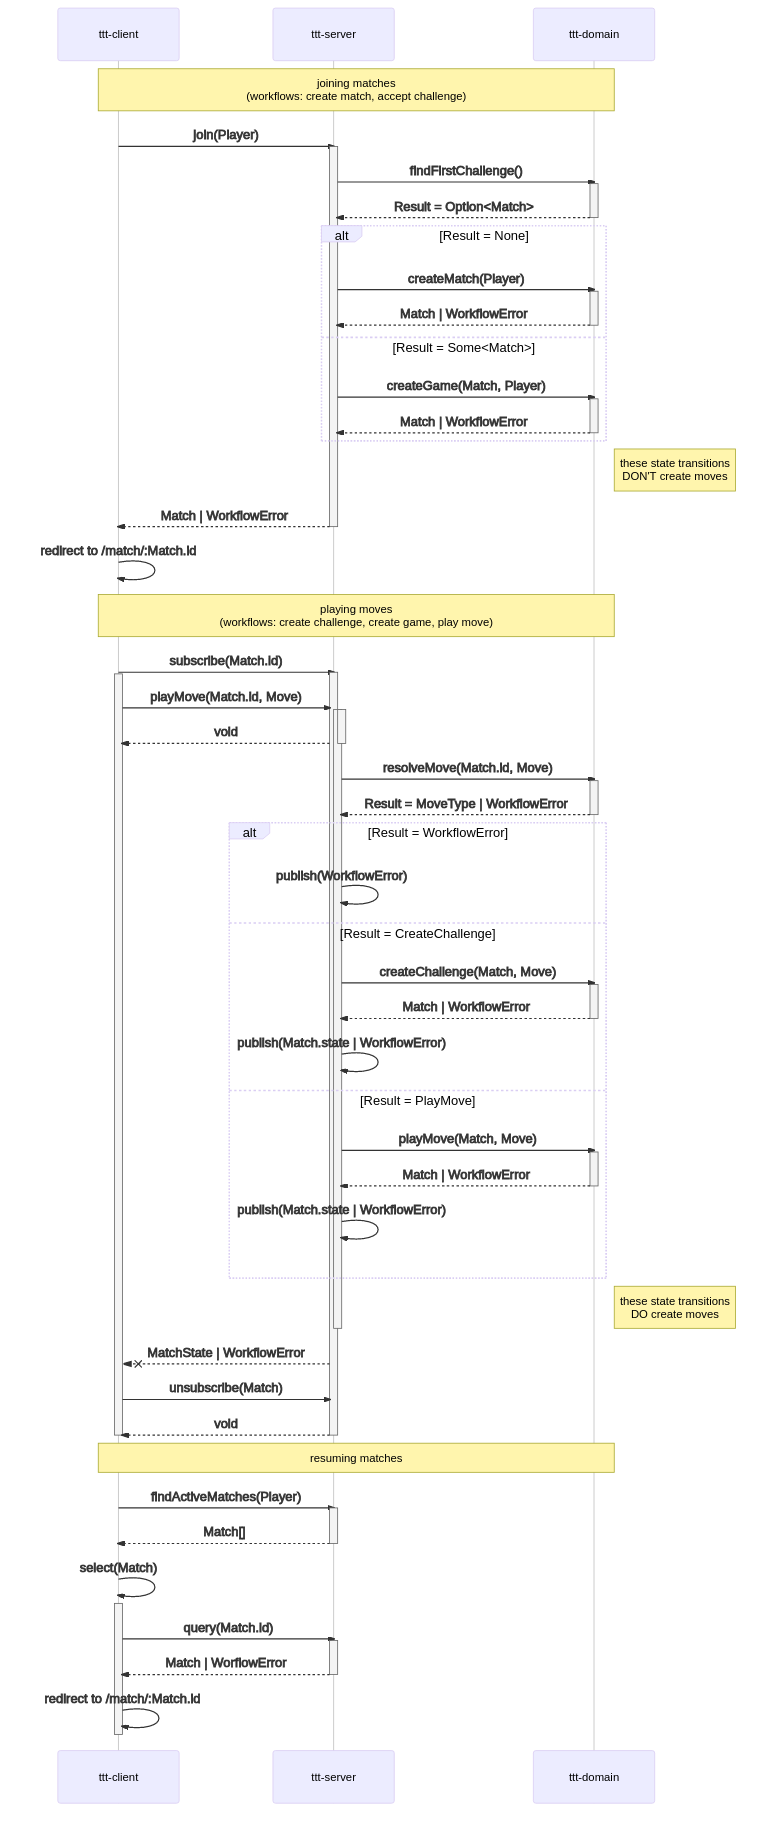 ttt-client
ttt-server
ttt-domain
joining matches
(workflows: create match, accept challenge)
join(Player)
findFirstChallenge()
Result = Option<Match>
alt
[Result = None]
createMatch(Player)
Match | WorkflowError
[Result = Some<Match>]
createGame(Match, Player)
Match | WorkflowError
these state transitions
DON'T create moves
Match | WorkflowError
redirect to /match/:Match.id
playing moves
(workflows: create challenge, create game, play move)
subscribe(Match.id)
playMove(Match.id, Move)
void
resolveMove(Match.id, Move)
Result = MoveType | WorkflowError
alt
[Result = WorkflowError]
publish(WorkflowError)
[Result = CreateChallenge]
createChallenge(Match, Move)
Match | WorkflowError
publish(Match.state | WorkflowError)
[Result = PlayMove]
playMove(Match, Move)
Match | WorkflowError
publish(Match.state | WorkflowError)
these state transitions
DO create moves
MatchState | WorkflowError
unsubscribe(Match)
void
resuming matches
findActiveMatches(Player)
Match[]
select(Match)
query(Match.id)
Match | WorflowError
redirect to /match/:Match.id
ttt-client
ttt-server
ttt-domain